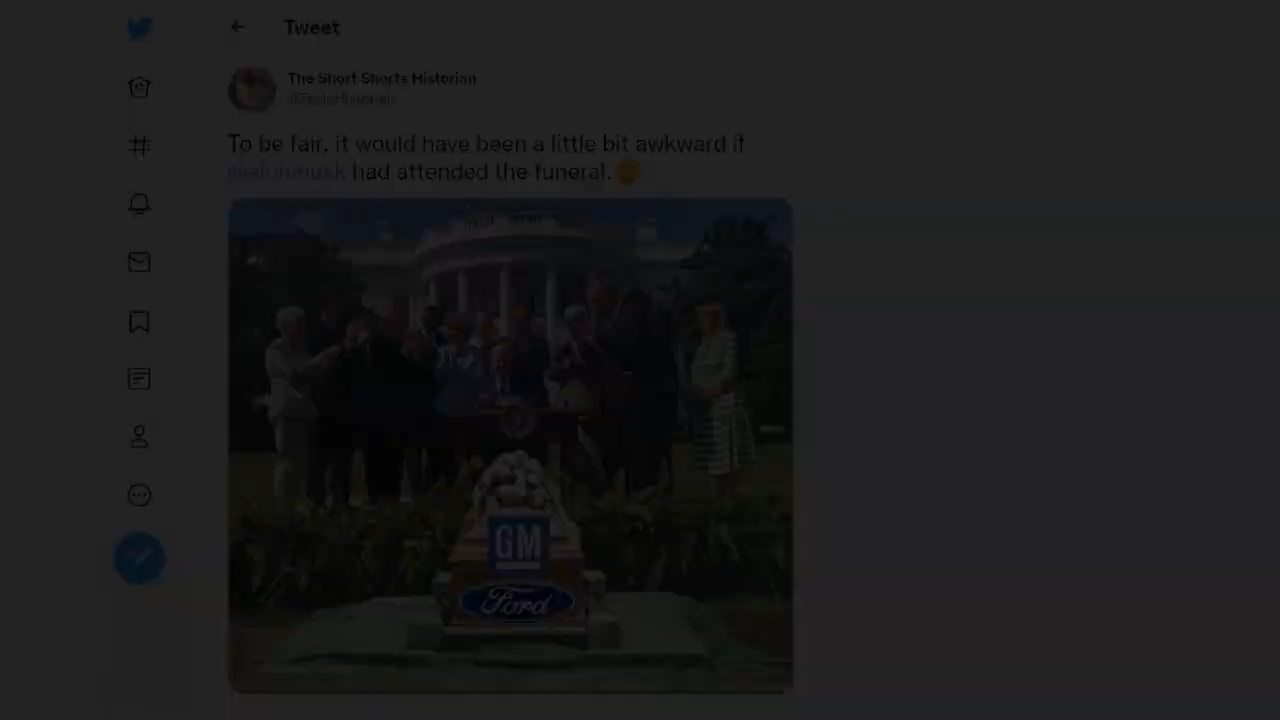 Tweet
The Short Shorts Historian
To be fair, it would have been a little bit awkward if
@elonmusk had attended the funeral.
GM
Ford